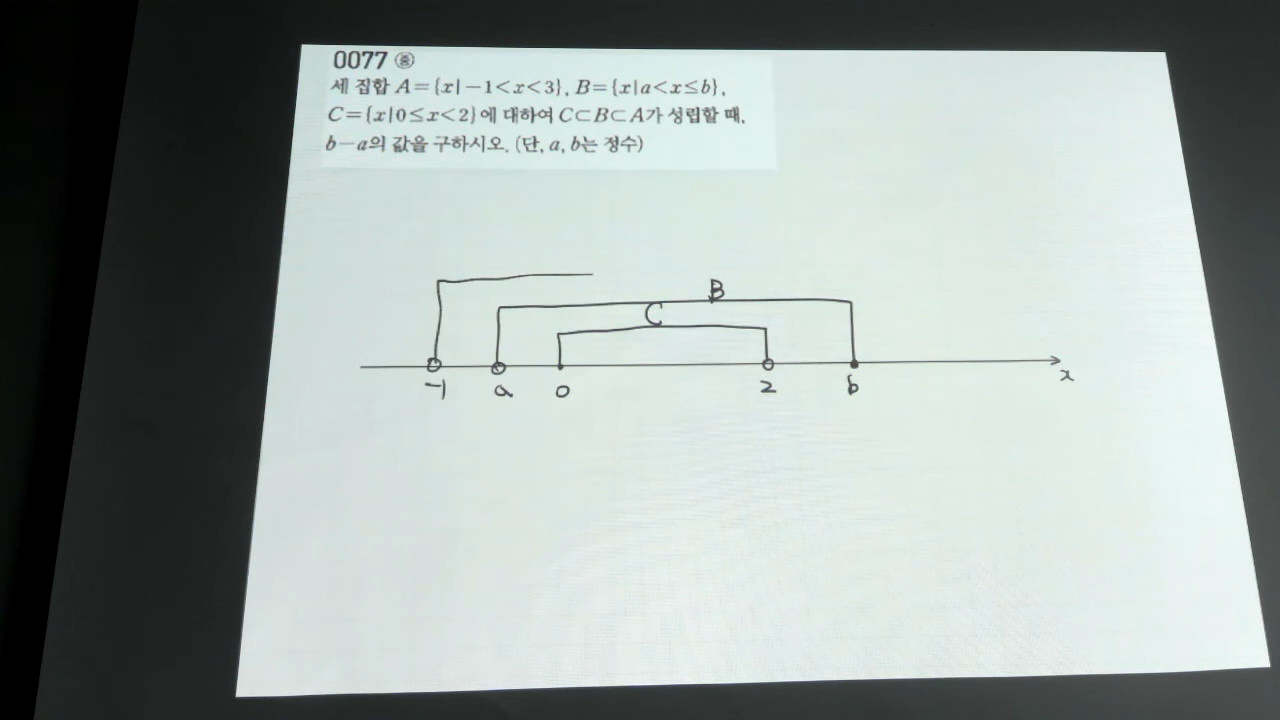 0077 중
세 집합 A={x|-1<x<3}, B={x|a<x≤b},
C={x|0≤x<2}에 대하여 C⊂B⊂A가 성립할 때,
b-a의 값을 구하시오. (단, a, b는 정수)
B
C
-1 a 0 2 b x